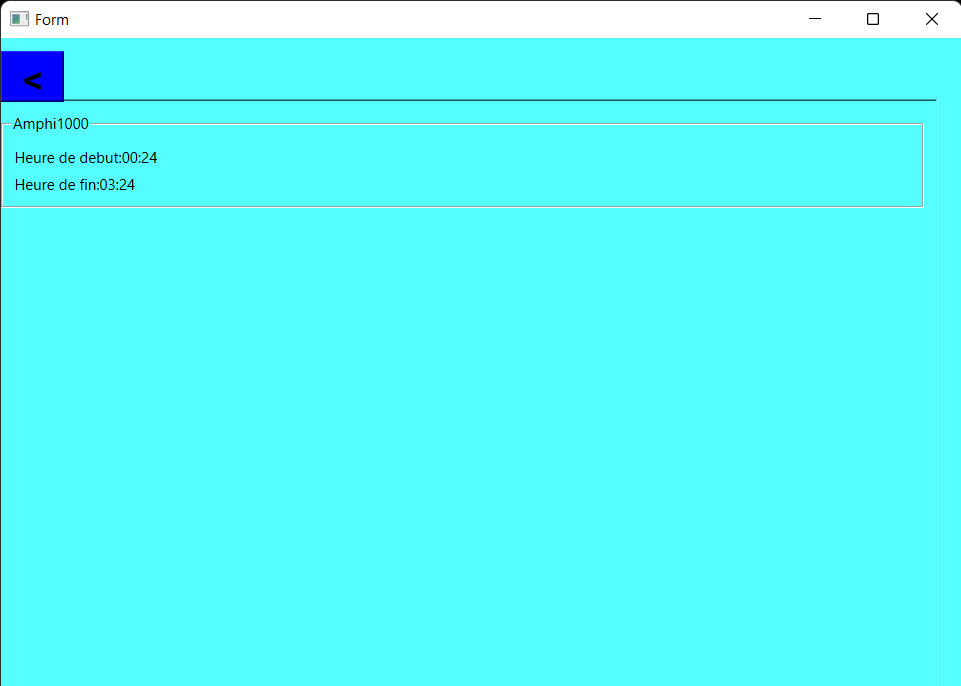 Form
<
Amphi1000
Heure de debut:00:24
Heure de fin:03:24